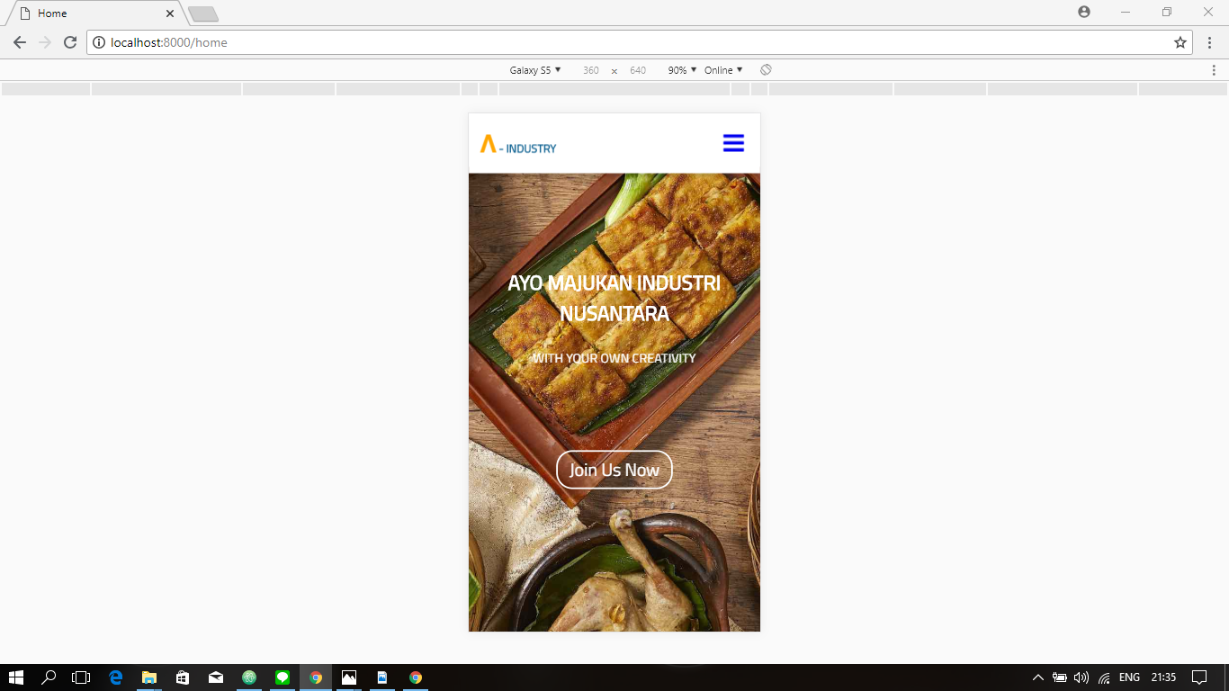 Home
localhost:8000/home
Galaxy S5 ▼ 360 x 640 90% ▼ Online ▼
Λ - INDUSTRY
AYO MAJUKAN INDUSTRI
NUSANTARA
WITH YOUR OWN CREATIVITY
Join Us Now
ENG 21:35